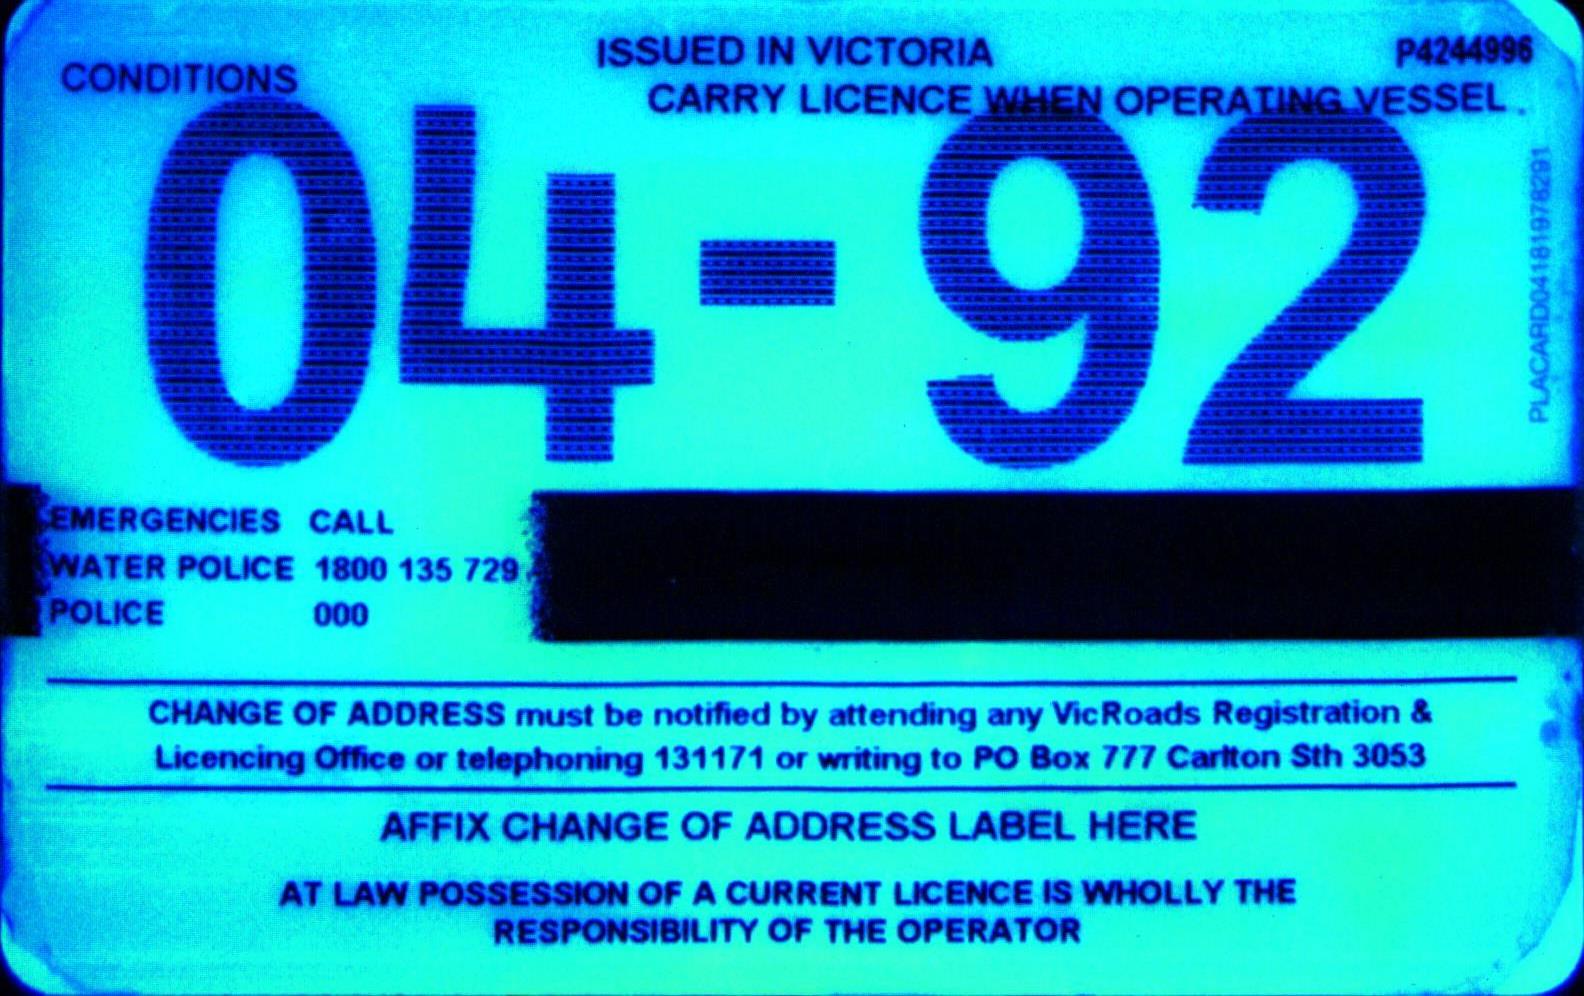 ISSUED IN VICTORIA
P4244996
CONDITIONS
CARRY LICENCE WHEN OPERATING VESSEL .
04-92
PLACARD0418197829 1
EMERGENCIES CALL
WATER POLICE 1800 135 729
POLICE 000
CHANGE OF ADDRESS must be notified by attending any VicRoads Registration &
Licencing Office or telephoning 131171 or writing to PO Box 777 Carlton Sth 3053
AFFIX CHANGE OF ADDRESS LABEL HERE
AT LAW POSSESSION OF A CURRENT LICENCE IS WHOLLY THE
RESPONSIBILITY OF THE OPERATOR